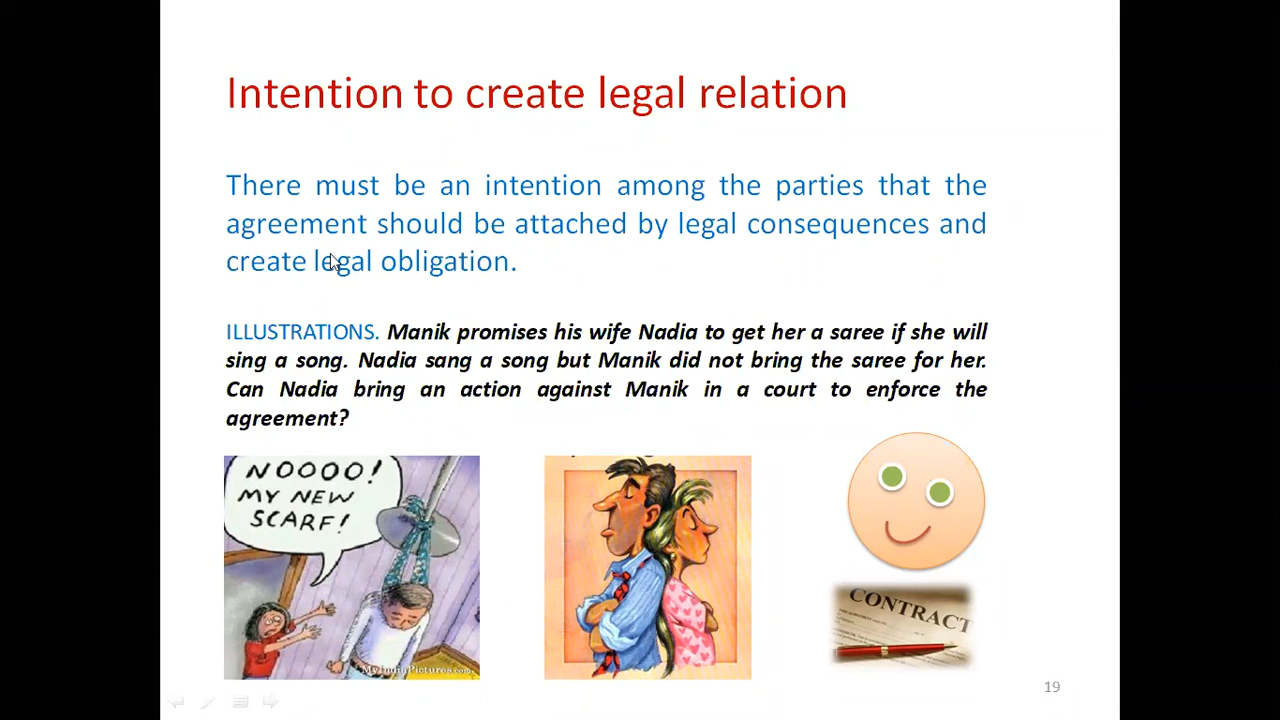 Intention to create legal relation
There must be an intention among the parties that the
agreement should be attached by legal consequences and
create legal obligation.
ILLUSTRATIONS. Manik promises his wife Nadia to get her a saree if she will
sing a song. Nadia sang a song but Manik did not bring the saree for her.
Can Nadia bring an action against Manik in a court to enforce the
agreement?
NOOOO!
MY NEW
SCARF!
CONTRACT
19